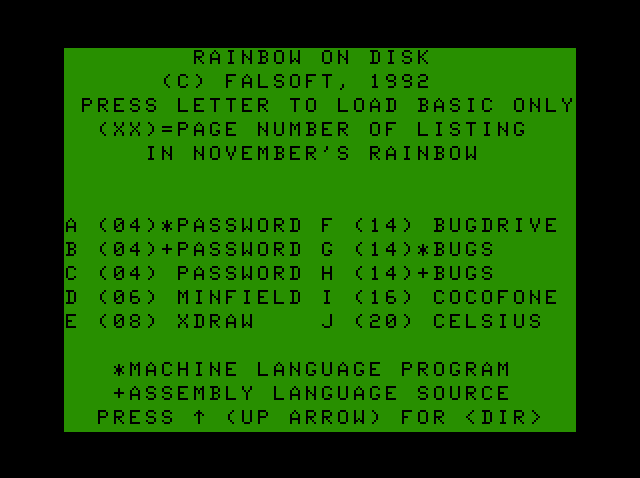 RAINBOW ON DISK
(C) FALSOFT, 1992
PRESS LETTER TO LOAD BASIC ONLY
(XX)=PAGE NUMBER OF LISTING
IN NOVEMBER'S RAINBOW
A (04)*PASSWORD F (14) BUGDRIVE
B (04)+PASSWORD G (14)*BUGS
C (04) PASSWORD H (14)+BUGS
D (06) MINFIELD I (16) COCOFONE
E (08) XDRAW J (20) CELSIUS
*MACHINE LANGUAGE PROGRAM
+ASSEMBLY LANGUAGE SOURCE
PRESS ↑ (UP ARROW) FOR <DIR>